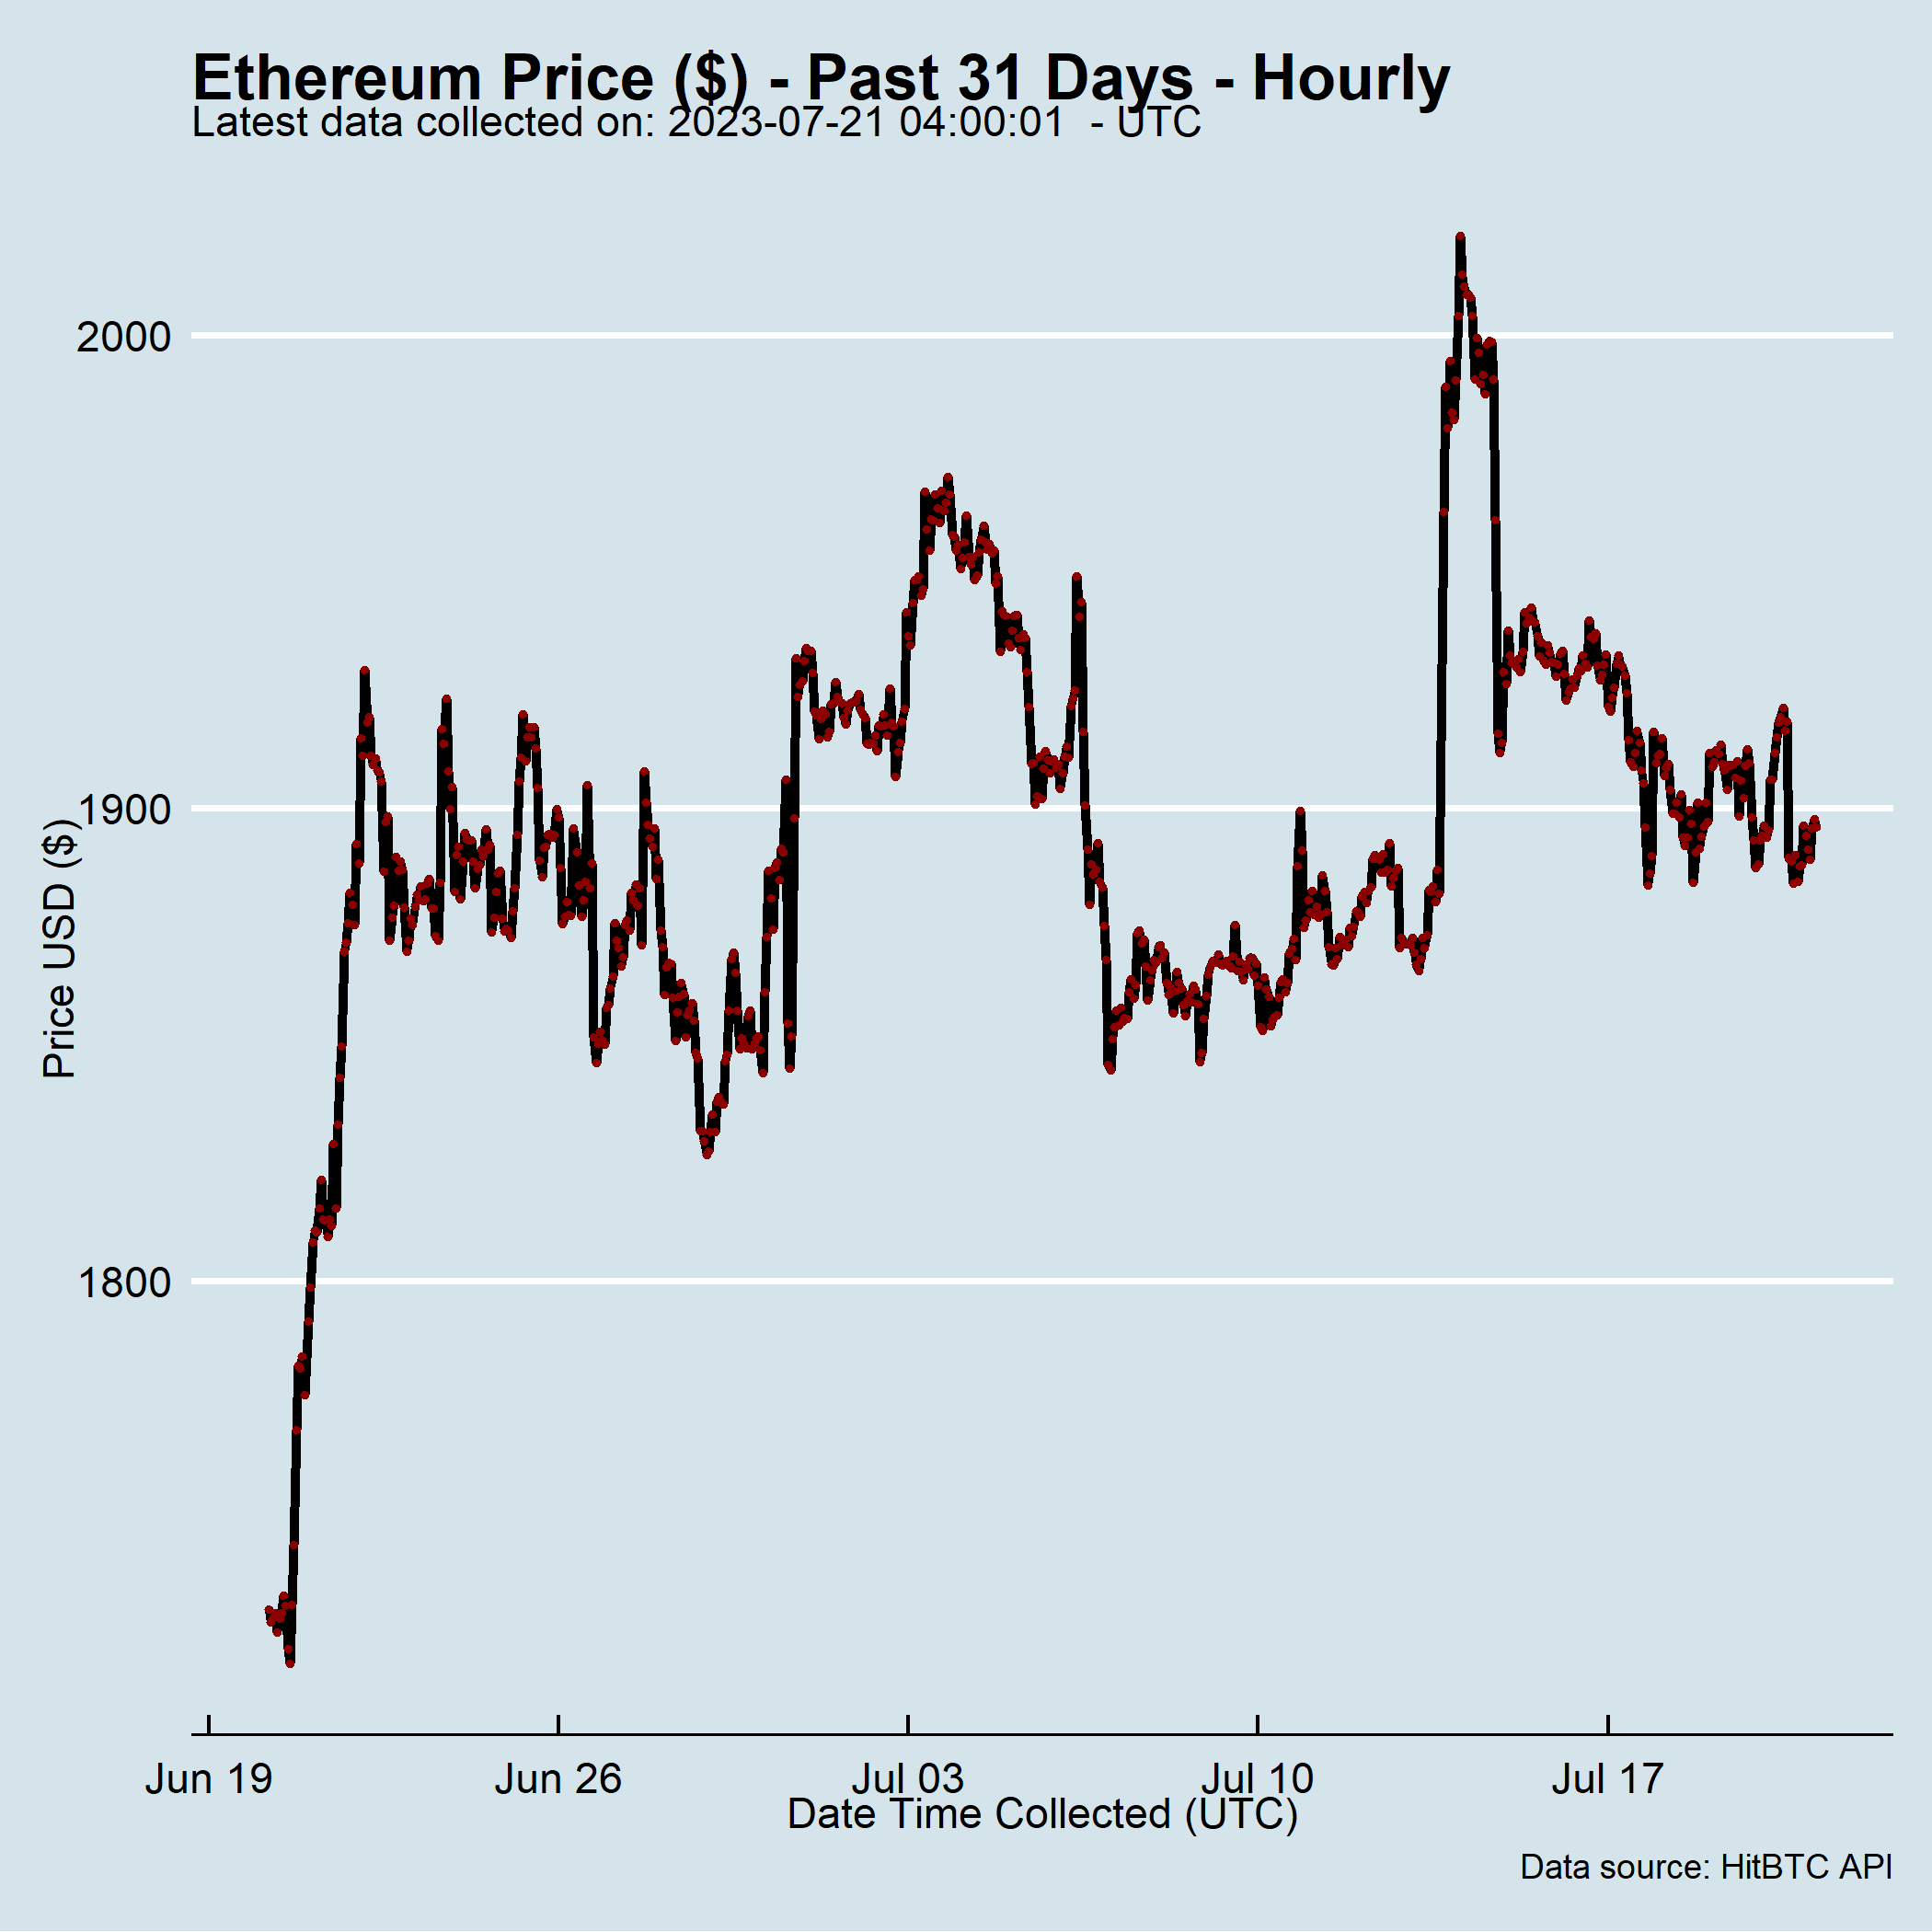 Ethereum Price ($) - Past 31 Days - Hourly
Latest data collected on: 2023-07-21 04:00:01  - UTC
2000
1900
1800
Price USD ($)
Jun 19 Jun 26 Jul 03 Jul 10 Jul 17
Date Time Collected (UTC)
Data source: HitBTC API